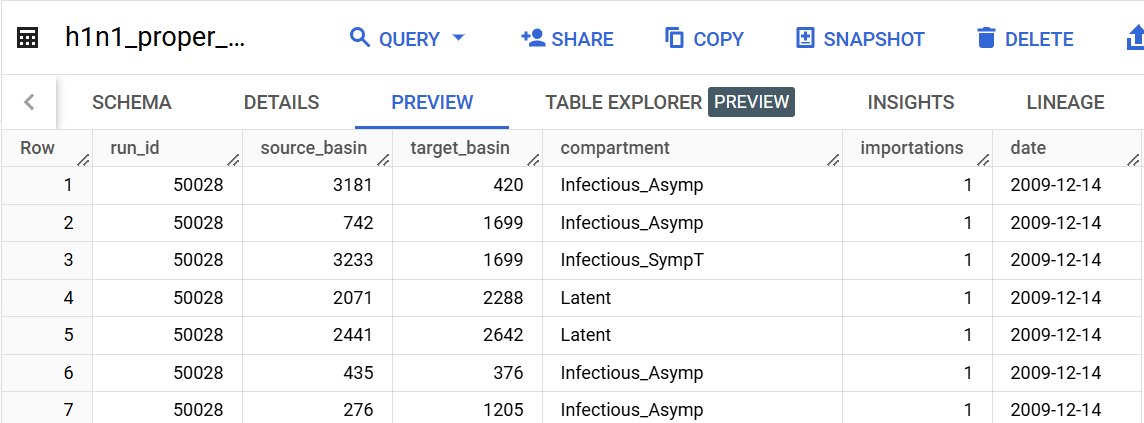 h1n1_proper_... QUERY SHARE COPY SNAPSHOT DELETE
SCHEMA DETAILS PREVIEW TABLE EXPLORER PREVIEW INSIGHTS LINEAGE
Row run_id source_basin target_basin compartment importations date
1 50028 3181 420 Infectious_Asymp 1 2009-12-14
2 50028 742 1699 Infectious_Asymp 1 2009-12-14
3 50028 3233 1699 Infectious_SympT 1 2009-12-14
4 50028 2071 2288 Latent 1 2009-12-14
5 50028 2441 2642 Latent 1 2009-12-14
6 50028 435 376 Infectious_Asymp 1 2009-12-14
7 50028 276 1205 Infectious_Asymp 1 2009-12-14